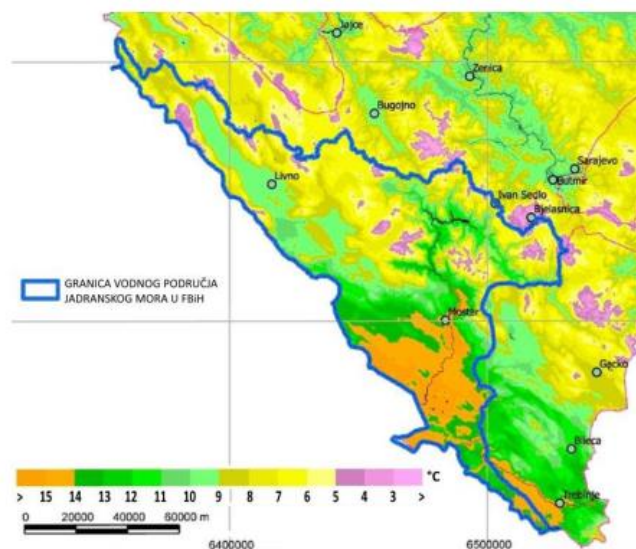 Jajce
Zenica
Bugojno
Sarajevo
Butmir
Livno
Ivan Sedlo
Bjelasnica
GRANICA VODNOG PODRUČJA
JADRANSKOG MORA U FBiH
Mostar
Gacko
Bileca
Trebinje
°C
> 15 14 13 12 11 10 9 8 7 6 5 4 3 >
0 20000 40000 60000 m
6400000 6500000